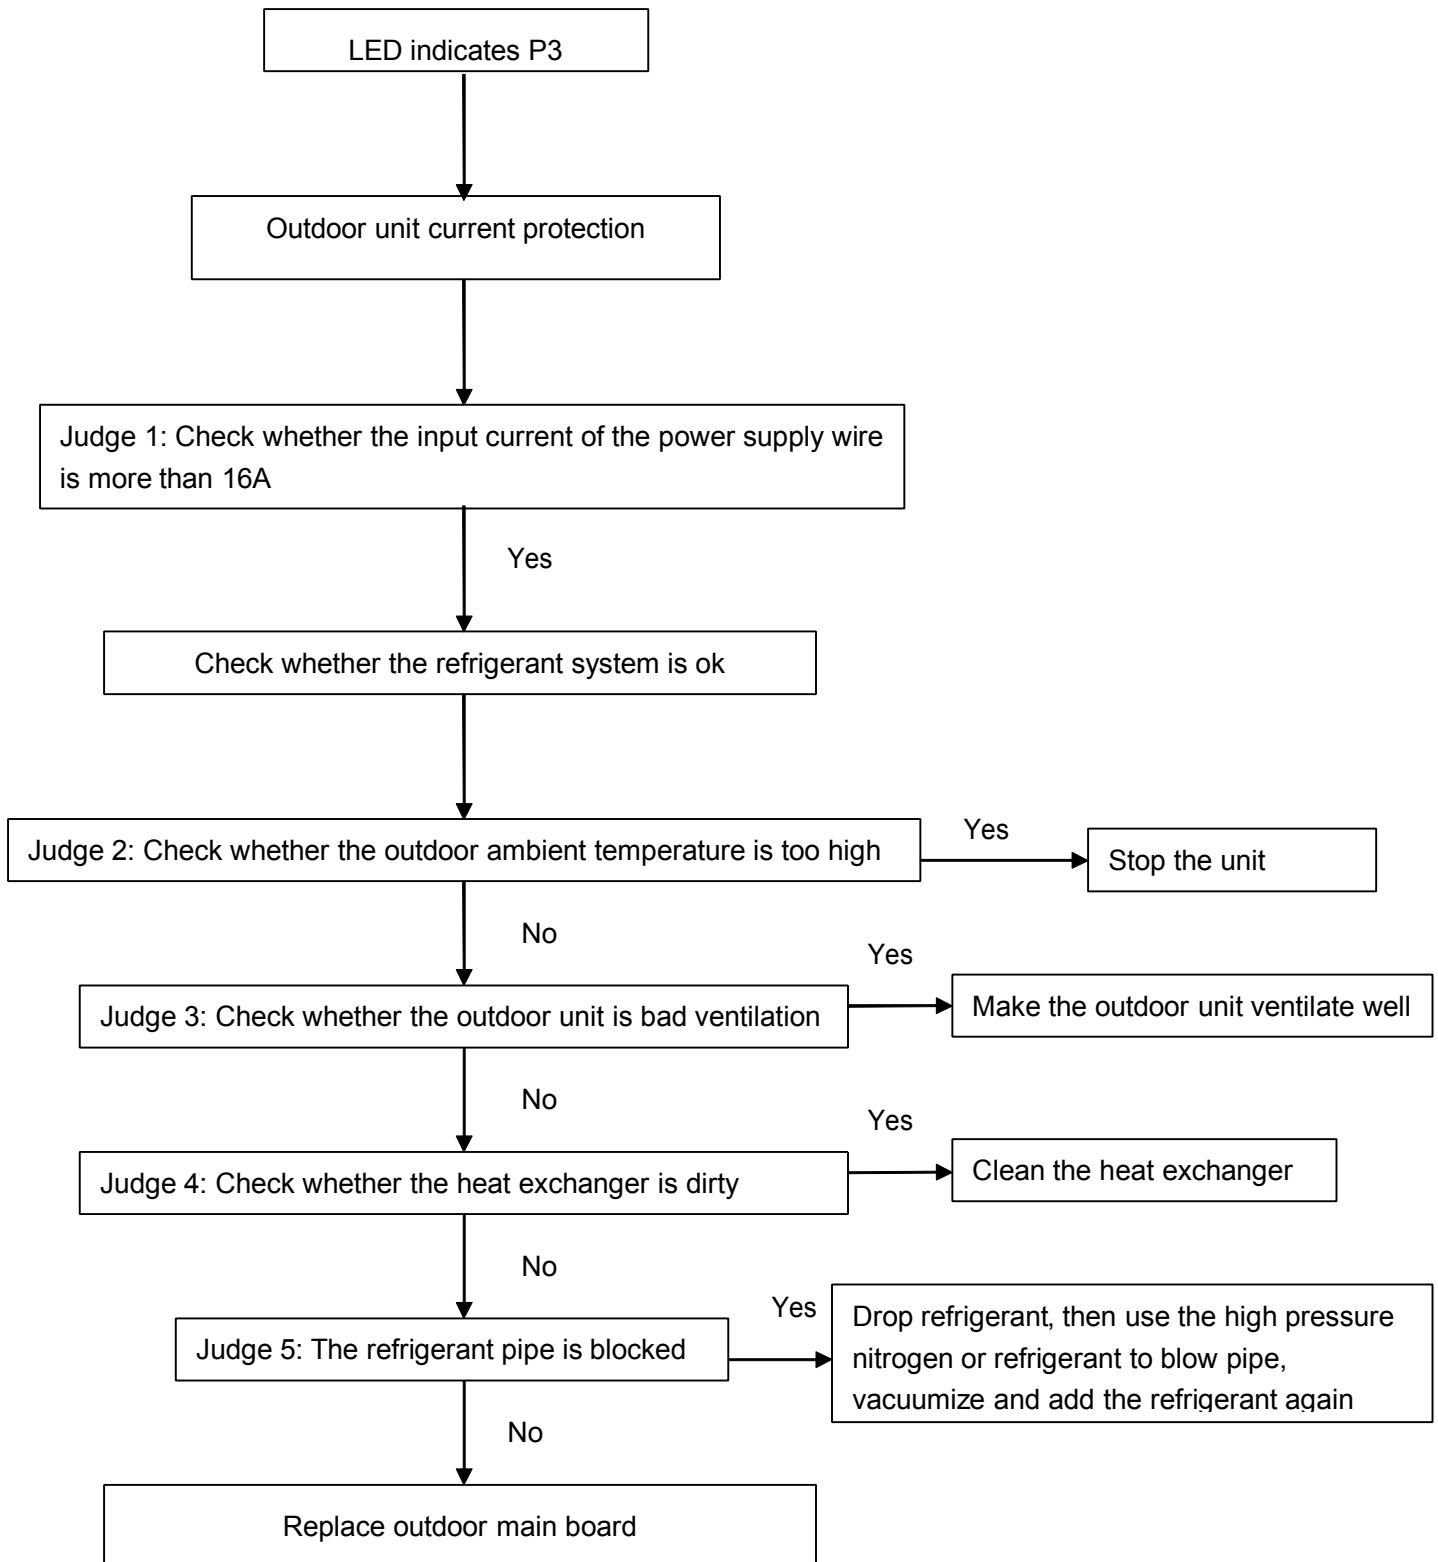 LED indicates P3
Outdoor unit current protection
Judge 1: Check whether the input current of the power supply wire
is more than 16A
Yes
Check whether the refrigerant system is ok
Judge 2: Check whether the outdoor ambient temperature is too high
Yes
Stop the unit
No
Judge 3: Check whether the outdoor unit is bad ventilation
Yes
Make the outdoor unit ventilate well
No
Judge 4: Check whether the heat exchanger is dirty
Yes
Clean the heat exchanger
No
Judge 5: The refrigerant pipe is blocked
Yes
Drop refrigerant, then use the high pressure
nitrogen or refrigerant to blow pipe,
vacuumize and add the refrigerant again
No
Replace outdoor main board